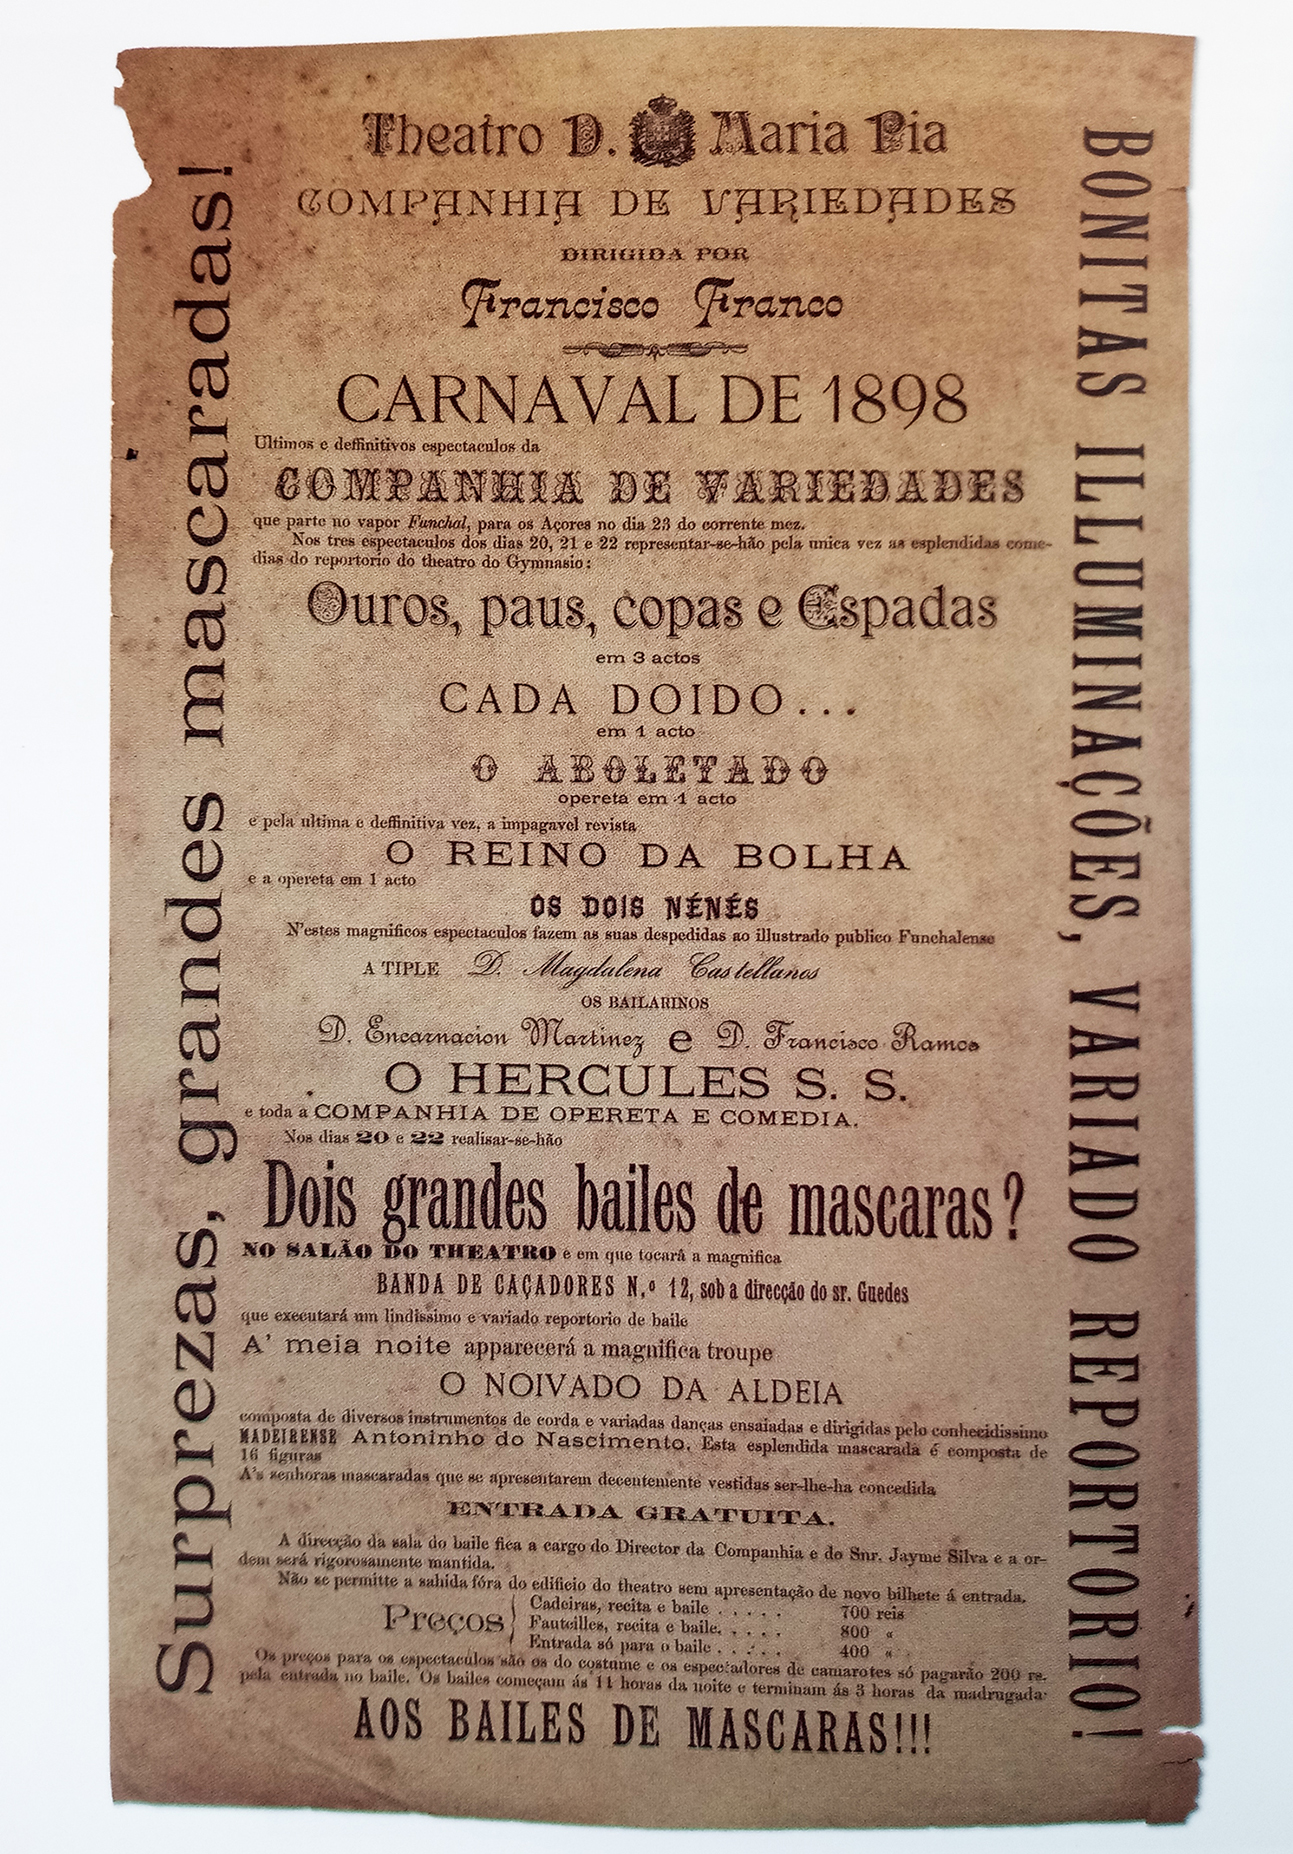 Theatro D. Maria Pia
COMPANHIA DE VARIEDADES
DIRIGIDA POR
Francisco Franco
CARNAVAL DE 1898
Ultimos e deffinitivos espectaculos da
COMPANHIA DE VARIEDADES
que parte no vapor Funchal, para os Açores no dia 23 do corrente mez.
Nos tres espectaculos dos dias 20, 21 e 22 representar-se-hão pela unica vez as esplendidas come-
dias do reportorio do theatro do Gymnasio:
Ouros, paus, copas e Espadas
em 3 actos
CADA DOIDO...
em 1 acto
O ABOLETADO
opereta em 1 acto
e pela ultima e deffinitiva vez, a impagavel revista
O REINO DA BOLHA
e a opereta em 1 acto
OS DOIS NÉNÉS
N'estes magnificos espectaculos fazem as suas despedidas ao illustrado publico Funchalense
A TIPLE D. Magdalena Castellanos
OS BAILARINOS
D. Encarnacion Martinez e D. Francisco Ramos
O HERCULES S. S.
e toda a COMPANHIA DE OPERETA E COMEDIA.
Nos dias 20 e 22 realisar-se-hão
Dois grandes bailes de mascaras?
NO SALÃO DO THEATRO e em que tocará a magnifica
BANDA DE CAÇADORES N.º 12, sob a direcção do sr. Guedes
que executará um lindissimo e variado reportorio de baile
A' meia noite apparecerá a magnifica troupe
O NOIVADO DA ALDEIA
composta de diversos instrumentos de corda e variadas danças ensaiadas e dirigidas pelo conhecidissimo
MADEIRENSE Antoninho do Nascimento. Esta esplendida mascarada é composta de
16 figuras
A's senhoras mascaradas que se apresentarem decentemente vestidas ser-lhe-ha concedida
ENTRADA GRATUITA.
A direcção da sala do baile fica a cargo do Director da Companhia e do Snr. Jayme Silva e a or-
dem será rigorosamente mantida.
Não se permitte a sahida fóra do edificio do theatro sem apresentação de novo bilhete á entrada.
Preços
Cadeiras, recita e baile . . . . . 700 reis
Fauteilles, recita e baile. . . . . 800 «
Entrada só para o baile . . . . . 400 «
Os preços para os espectaculos são os do costume e os espectadores de camarotes só pagarão 200 rs.
pela entrada no baile. Os bailes começam ás 11 horas da noite e terminam ás 3 horas da madrugada
AOS BAILES DE MASCARAS!!!
Surprezas, grandes mascaradas!
BONITAS ILLUMINAÇÕES, VARIADO REPORTORIO!